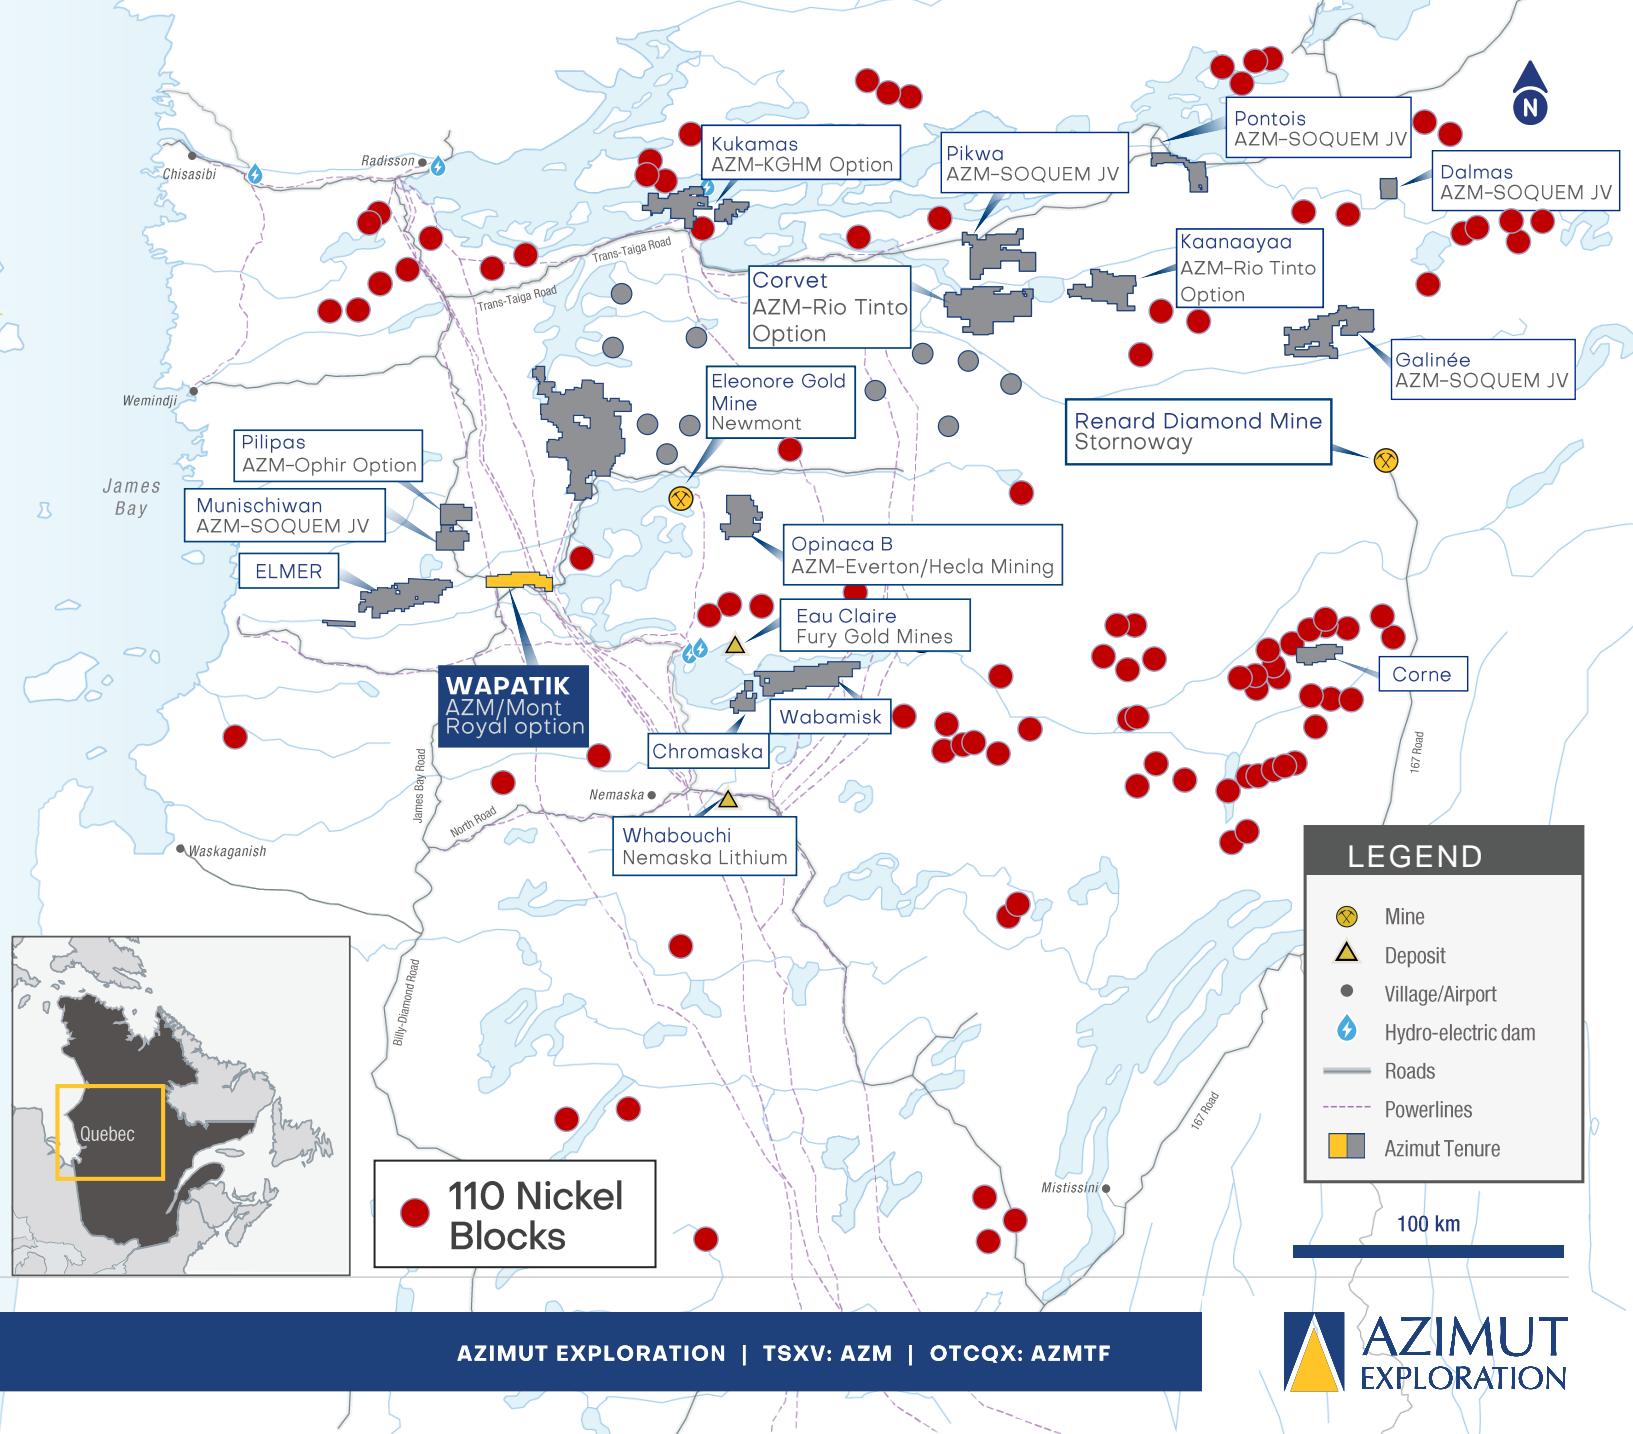 N
Pontois
AZM-SOQUEM JV
Kukamas
AZM-KGHM Option
Pikwa
AZM-SOQUEM JV
Dalmas
AZM-SOQUEM JV
Radisson
Chisasibi
Trans-Taiga Road
Trans-Taiga Road
Kaanaayaa
AZM-Rio Tinto
Option
Corvet
AZM-Rio Tinto
Option
Galinée
AZM-SOQUEM JV
Eleonore Gold
Mine
Newmont
Wemindji
Renard Diamond Mine
Stornoway
Pilipas
AZM-Ophir Option
James
Bay
Munischiwan
AZM-SOQUEM JV
Opinaca B
AZM-Everton/Hecla Mining
ELMER
Eau Claire
Fury Gold Mines
Corne
WAPATIK
AZM/Mont
Royal option
Wabamisk
Chromaska
167 Road
James Bay Road
Nemaska
North Road
Whabouchi
Nemaska Lithium
Waskaganish
LEGEND
Mine
Deposit
Village/Airport
Hydro-electric dam
Roads
Powerlines
Azimut Tenure
Billy-Diamond Road
167 Road
Quebec
Mistissini
110 Nickel
Blocks
100 km
AZIMUT EXPLORATION | TSXV: AZM | OTCQX: AZMTF
AZIMUT
EXPLORATION